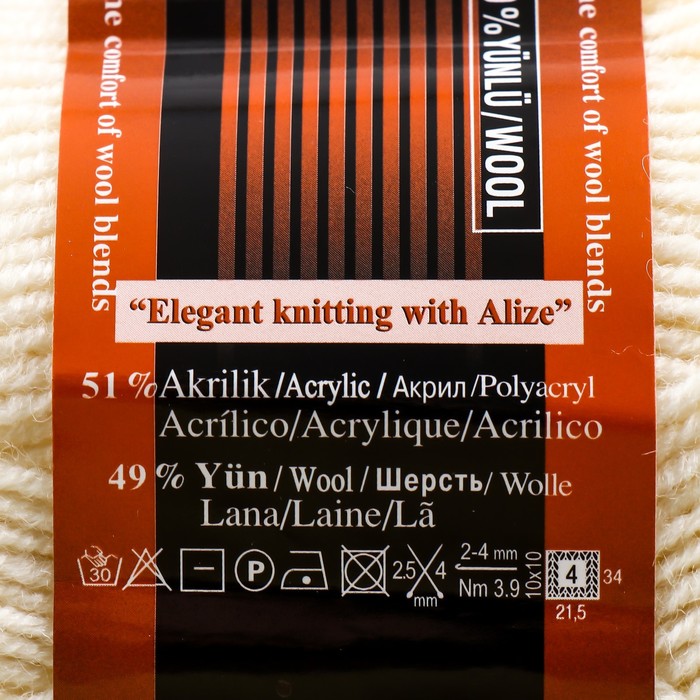 comfort of wool blends
% YÜNLÜ / WOOL
comfort of wool blends
“Elegant knitting with Alize”
51 % Akrilik /Acrylic / Акрил /Polyacryl
Acrílico/Acrylique/Acrilico
49 % Yün / Wool / Шерсть/ Wolle
Lana/Laine/Lã
30 P 2.5 4 mm 2-4 mm Nm 3.9 10x10 4 34 21,5